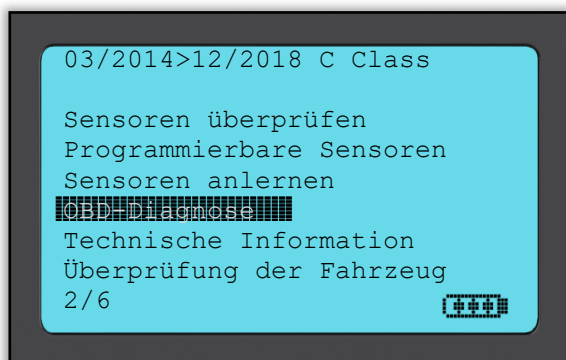 03/2014>12/2018 C Class
Sensoren überprüfen
Programmierbare Sensoren
Sensoren anlernen
OBD-Diagnose
Technische Information
Überprüfung der Fahrzeug
2/6